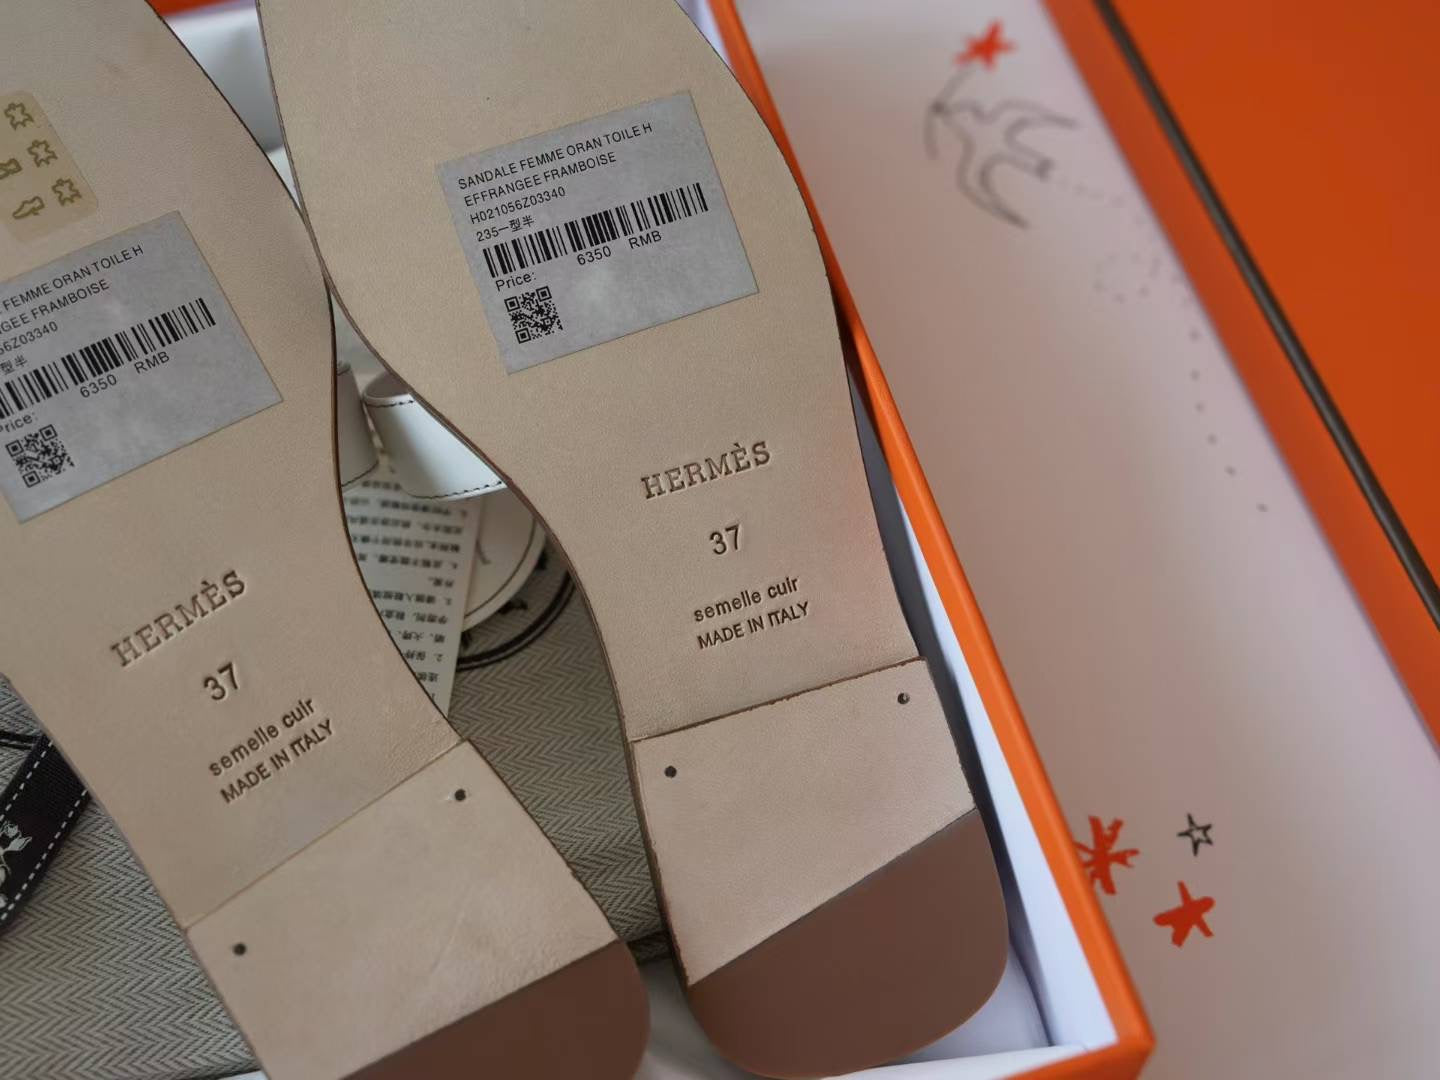 FEMME ORAN TOILE H
FRAMBOISE
Z03340
型半
6350 RMB
Price:
HERMÈS
37
semelle cuir
MADE IN ITALY
SANDALE FEMME ORAN TOILE H
EFFRANGEE FRAMBOISE
H021056Z03340
235一型半
6350 RMB
Price:
HERMÈS
37
semelle cuir
MADE IN ITALY